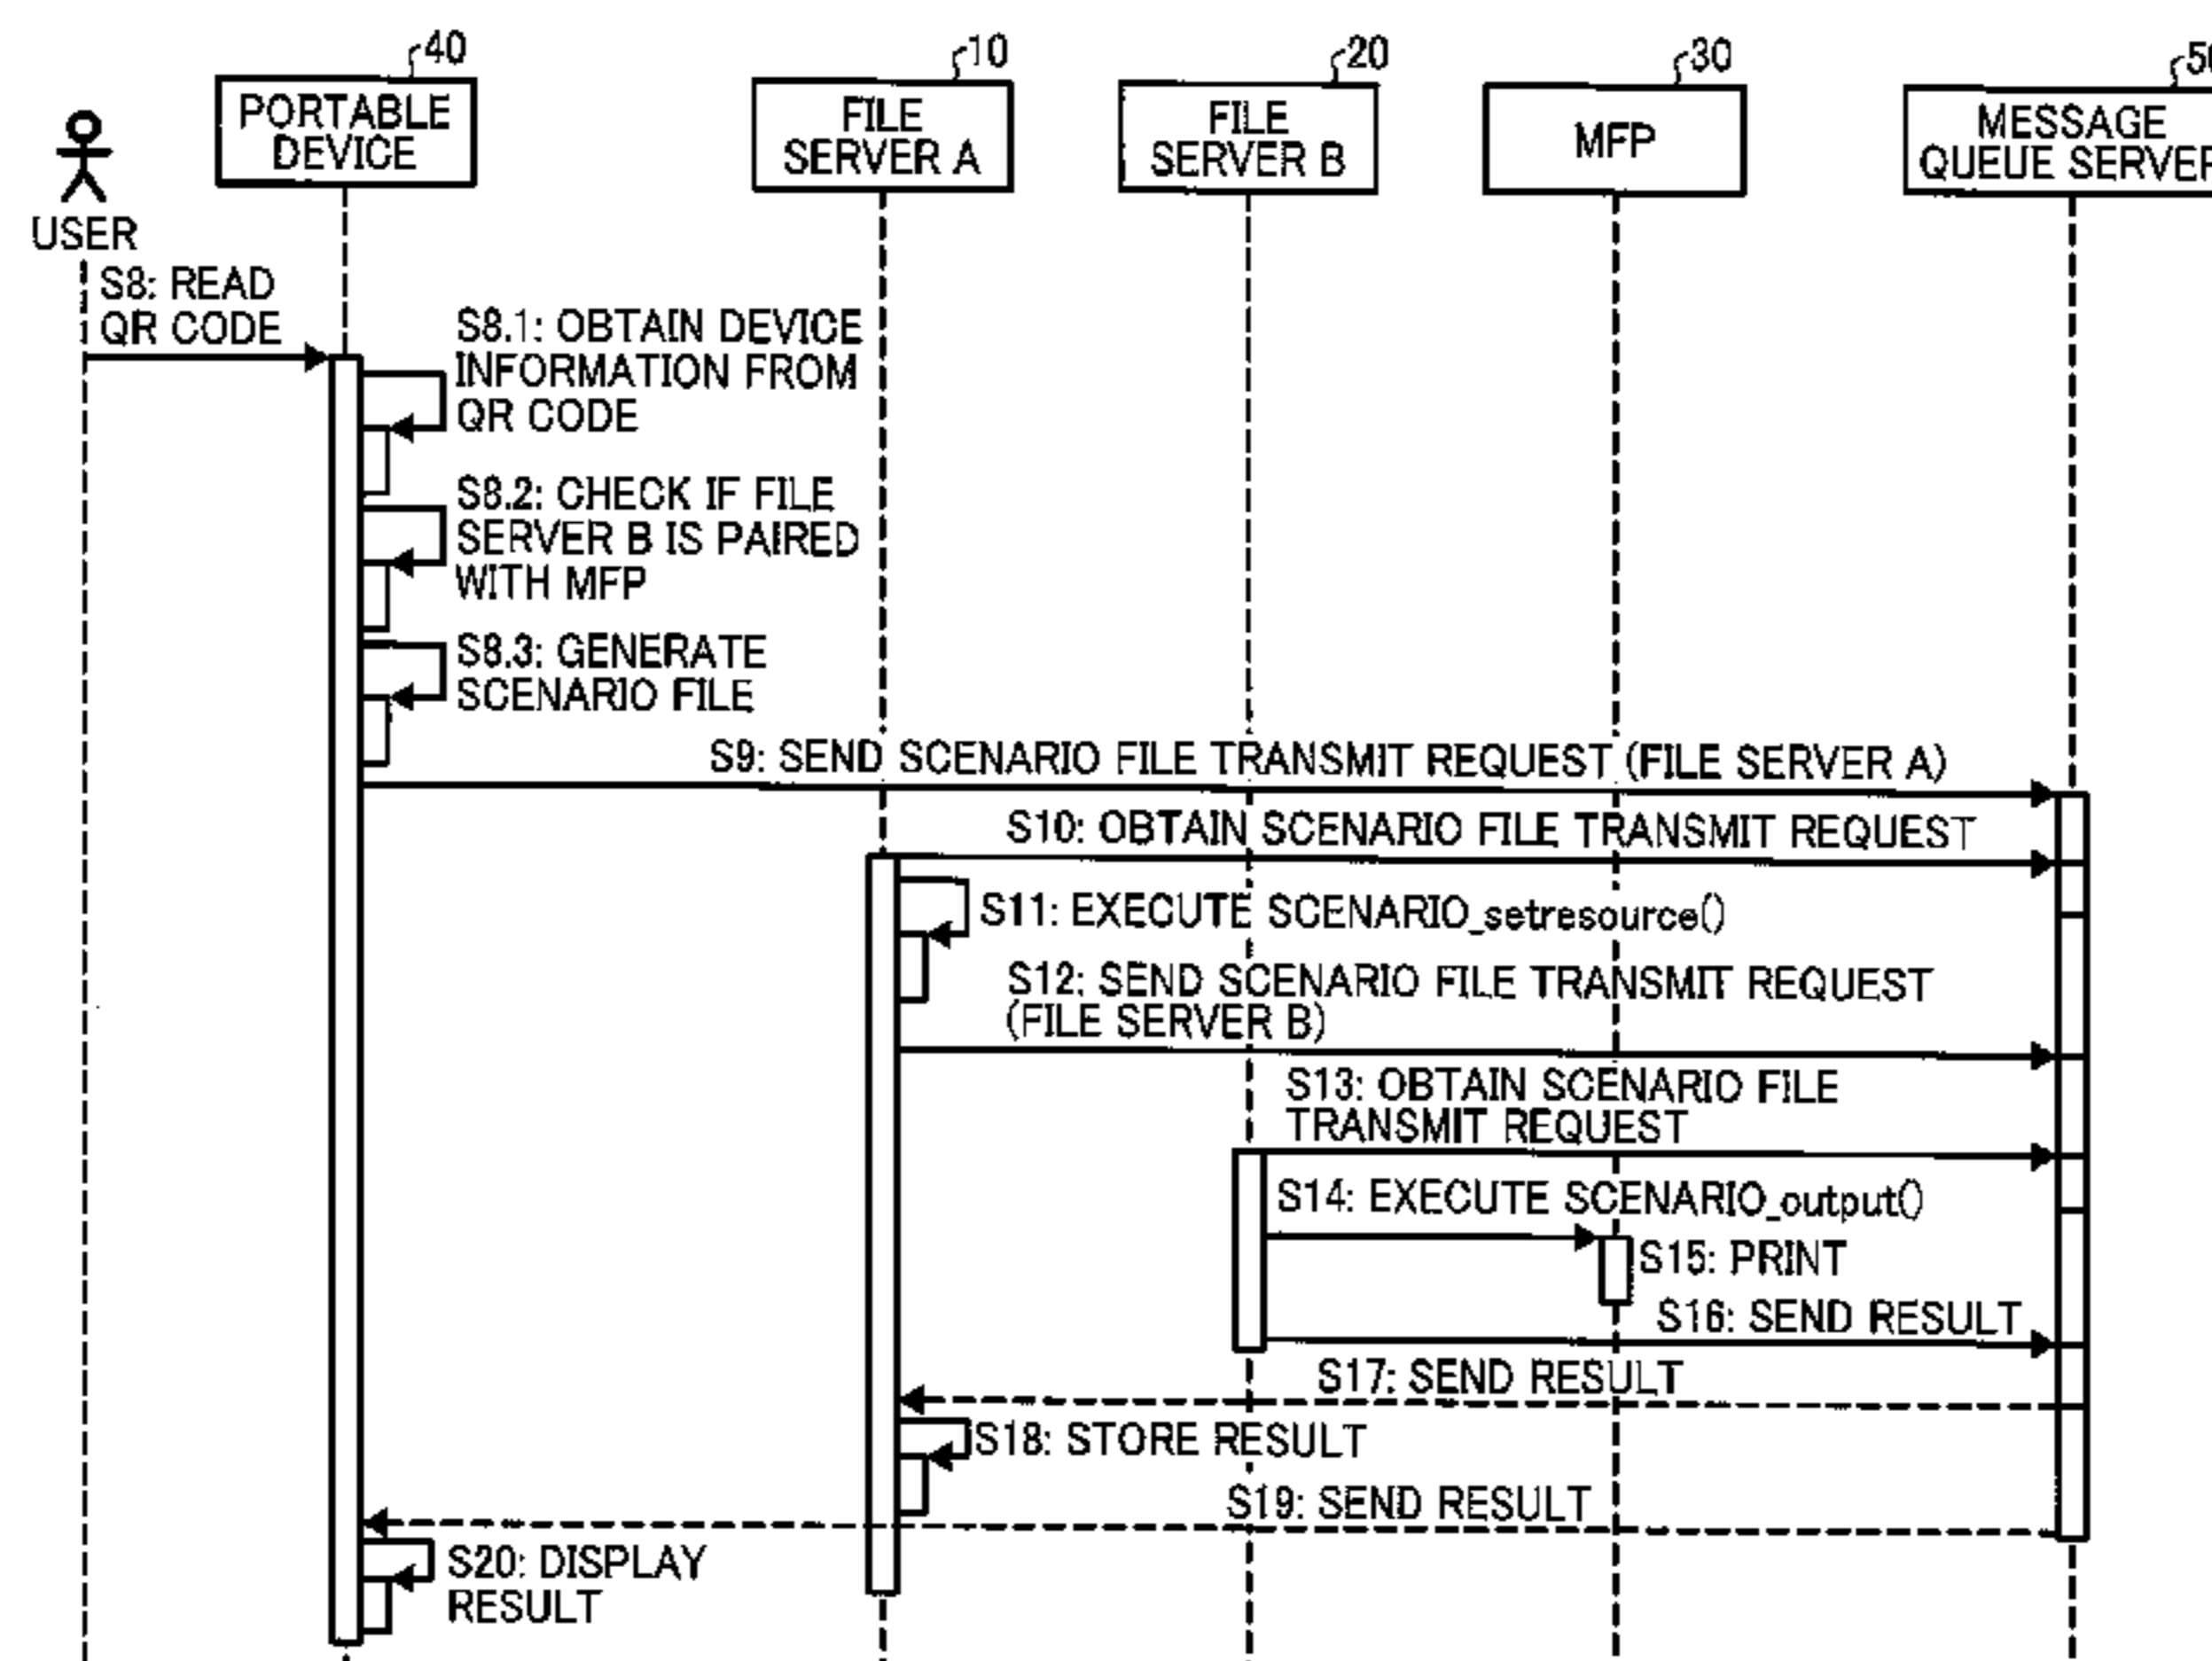 40
10
20
30
PORTABLE
DEVICE
FILE
SERVER A
FILE
SERVER B
MFP
MESSAGE
QUEUE SERVER
USER
S8: READ
QR CODE
S8.1: OBTAIN DEVICE
INFORMATION FROM
QR CODE
S8.2: CHECK IF FILE
SERVER B IS PAIRED
WITH MFP
S8.3: GENERATE
SCENARIO FILE
S9: SEND SCENARIO FILE TRANSMIT REQUEST (FILE SERVER A)
S10: OBTAIN SCENARIO FILE TRANSMIT REQUEST
S11: EXECUTE SCENARIO_setresource()
S12: SEND SCENARIO FILE TRANSMIT REQUEST
(FILE SERVER B)
S13: OBTAIN SCENARIO FILE
TRANSMIT REQUEST
S14: EXECUTE SCENARIO_output()
S15: PRINT
S16: SEND RESULT
S17: SEND RESULT
S18: STORE RESULT
S19: SEND RESULT
S20: DISPLAY
RESULT